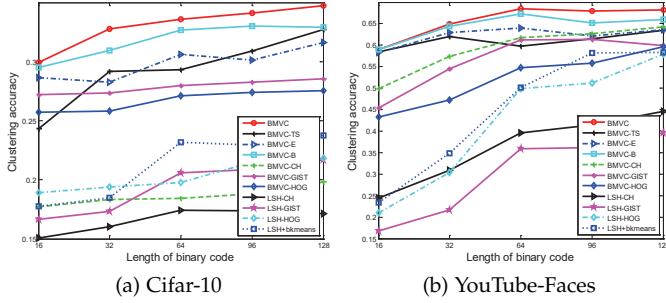 0.3
0.25
0.2
0.15
Clustering accuracy
16 32 64 96 128
Length of binary code
BMVC
BMVC-TS
BMVC-E
BMVC-B
BMVC-CH
BMVC-GIST
BMVC-HOG
LSH-CH
LSH-GIST
LSH-HOG
LSH+bkmeans
(a) Cifar-10
0.65
0.6
0.55
0.5
0.45
0.4
0.35
0.3
0.25
0.2
0.15
Clustering accuracy
16 32 64 96 128
Length of binary code
BMVC
BMVC-TS
BMVC-E
BMVC-B
BMVC-CH
BMVC-GIST
BMVC-HOG
LSH-CH
LSH-GIST
LSH-HOG
LSH+bkmeans
(b) YouTube-Faces